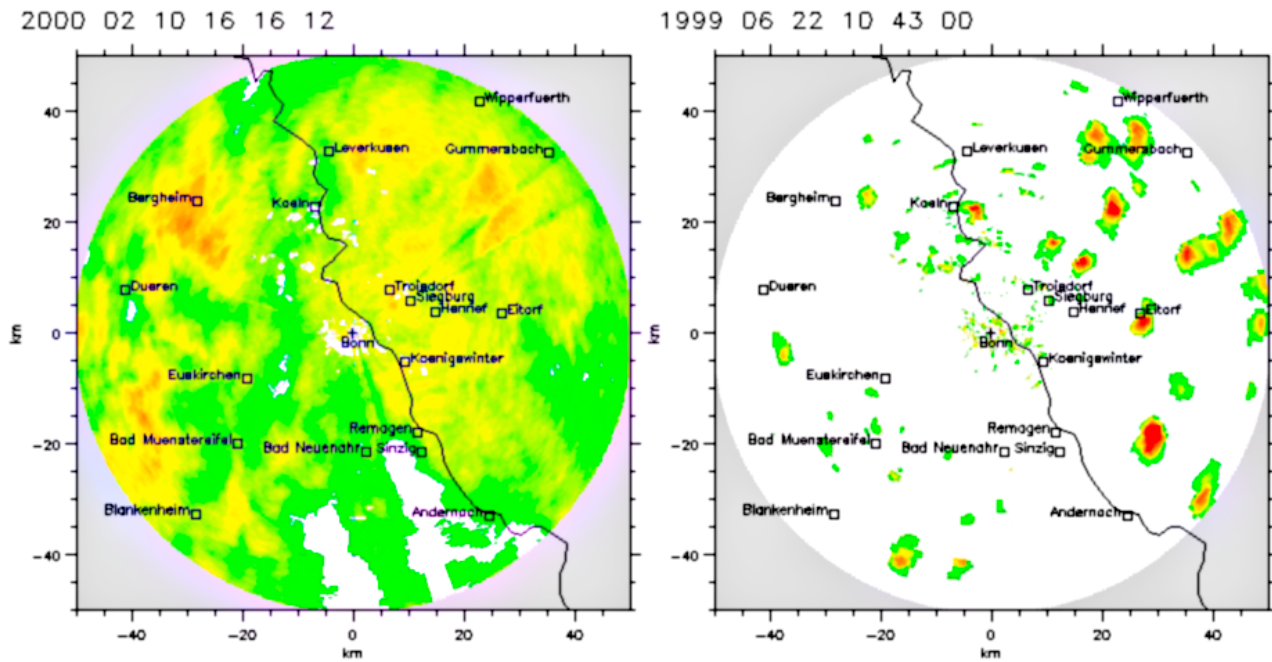 2000 02 10 16 16 12
1999 06 22 10 43 00
40
20
0
-20
-40
km
-40
-20
0
20
40
km
Wipperfuerth
Leverkusen
Gummersbach
Bergheim
Koeln
Dueren
Troisdorf
Siegburg
Hennef
Eitorf
Bonn
Koenigswinter
Euskirchen
Remagen
Bad Muenstereifel
Bad Neuenahr
Sinzig
Blankenheim
Andernach
40
20
0
-20
-40
km
-40
-20
0
20
40
km
Wipperfuerth
Leverkusen
Gummersbach
Bergheim
Koeln
Dueren
Troisdorf
Siegburg
Hennef
Eitorf
Bonn
Koenigswinter
Euskirchen
Remagen
Bad Muenstereifel
Bad Neuenahr
Sinzig
Blankenheim
Andernach